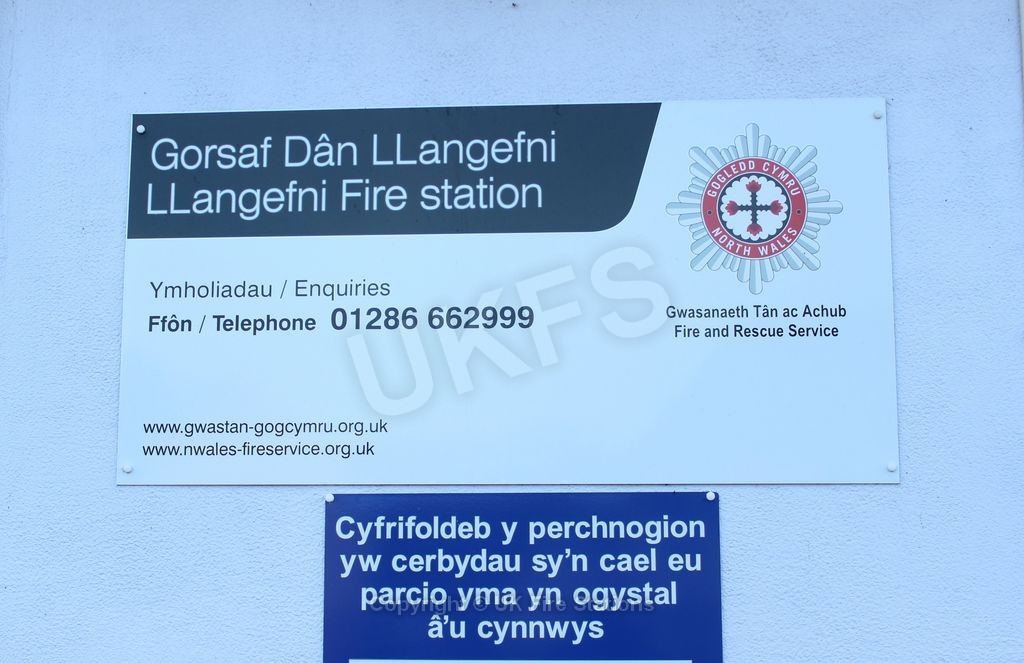 Gorsaf Dân LLangefni
LLangefni Fire station
GOGLEDD CYMRU
NORTH WALES
Gwasanaeth Tân ac Achub
Fire and Rescue Service
Ymholiadau / Enquiries
Ffôn / Telephone 01286 662999
UKFS
www.gwastan-gogcymru.org.uk
www.nwales-fireservice.org.uk
Cyfrifoldeb y perchnogion
yw cerbydau sy'n cael eu
parcio yma yn ogystal
Copyright © UK Fire Stations
â'u cynnwys